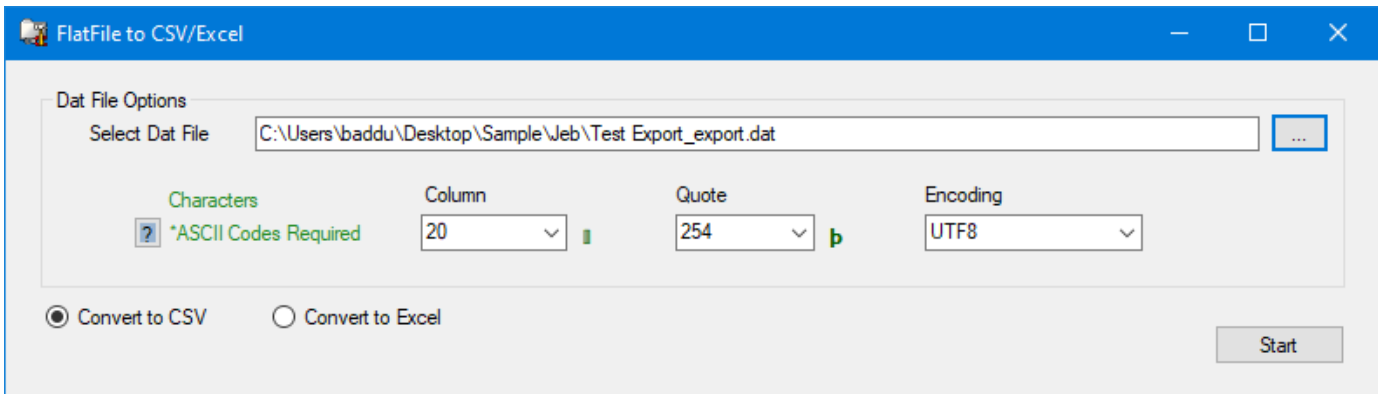 FlatFile to CSV/Excel
Dat File Options
Select Dat File C:\Users\baddu\Desktop\Sample\Jeb\Test Export_export.dat ...
Characters Column Quote Encoding
? *ASCII Codes Required 20 254 þ UTF8
Convert to CSV Convert to Excel
Start